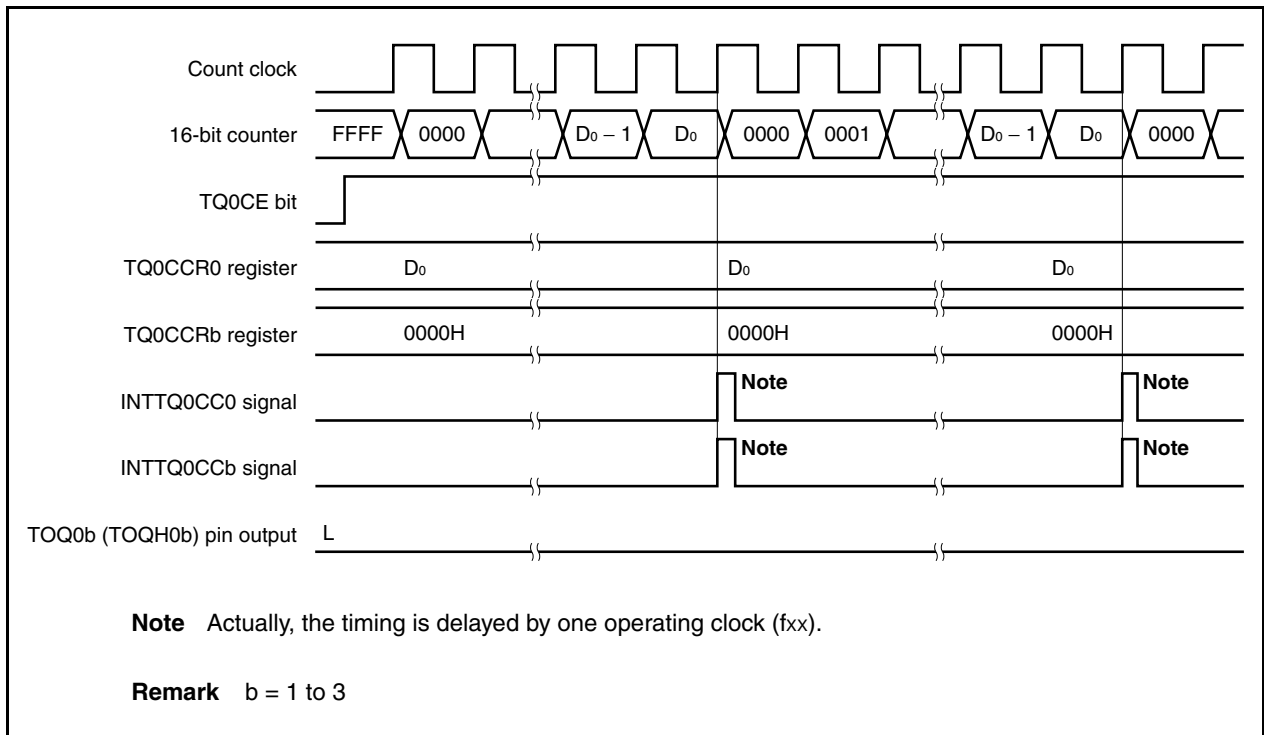 Count clock
16-bit counter FFFF 0000 D₀ − 1 D₀ 0000 0001 D₀ − 1 D₀ 0000
TQ0CE bit
TQ0CCR0 register D₀ D₀ D₀
TQ0CCRb register 0000H 0000H 0000H
INTTQ0CC0 signal Note Note
INTTQ0CCb signal Note Note
TOQ0b (TOQH0b) pin output L
Note Actually, the timing is delayed by one operating clock (fxx).
Remark b = 1 to 3